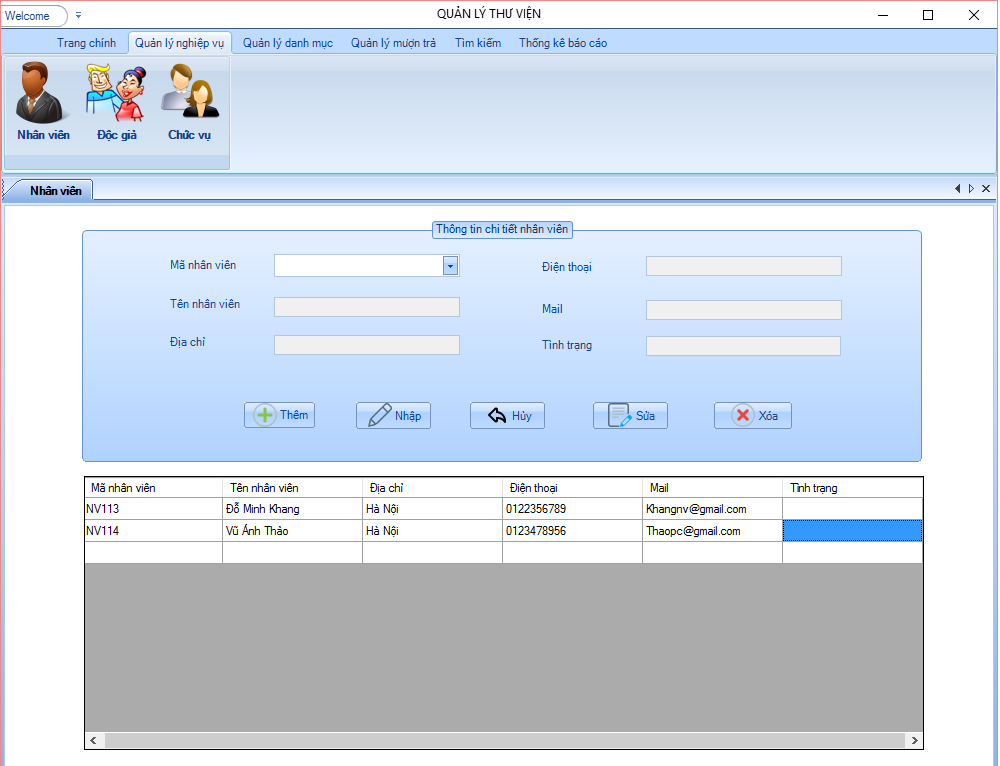 Welcome
QUẢN LÝ THƯ VIỆN
Trang chính Quản lý nghiệp vụ Quản lý danh mục Quản lý mượn trả Tìm kiếm Thống kê báo cáo
Nhân viên Độc giả Chức vụ
Nhân viên
Thông tin chi tiết nhân viên
Mã nhân viên Điện thoại
Tên nhân viên Mail
Địa chỉ Tình trạng
Thêm Nhập Hủy Sửa Xóa
Mã nhân viên Tên nhân viên Địa chỉ Điện thoại Mail Tình trạng
NV113 Đỗ Minh Khang Hà Nội 0122356789 Khangnv@gmail.com
NV114 Vũ Ánh Thảo Hà Nội 0123478956 Thaopc@gmail.com